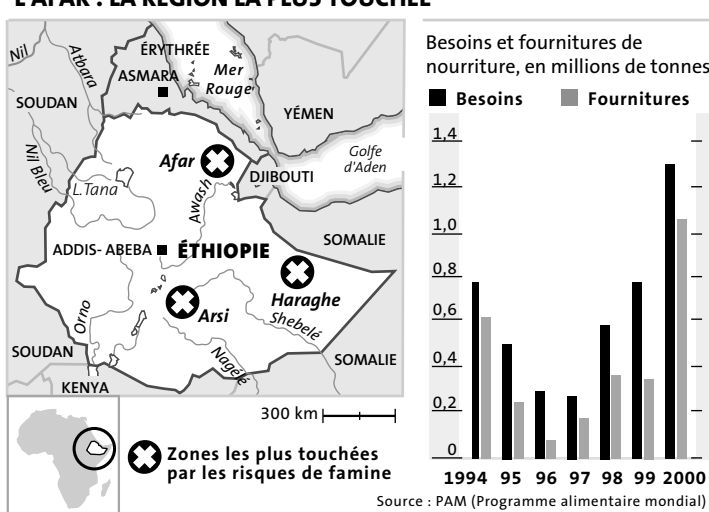 L'AFAR : LA RÉGION LA PLUS TOUCHÉE
Nil
Atbara
ÉRYTHRÉE
ASMARA
Mer
Rouge
SOUDAN
YÉMEN
Nil Bleu
Afar
Golfe
d'Aden
DJIBOUTI
L.Tana
Awash
SOMALIE
ADDIS-ABEBA
ÉTHIOPIE
Haraghe
Arsi
Orno
Shebelé
SOUDAN
Nagélé
SOMALIE
KENYA
300 km
Zones les plus touchées
par les risques de famine
Besoins et fournitures de
nourriture, en millions de tonnes
Besoins
Fournitures
1,4
1,2
1,0
0,8
0,6
0,4
0,2
0
1994 95 96 97 98 99 2000
Source : PAM (Programme alimentaire mondial)